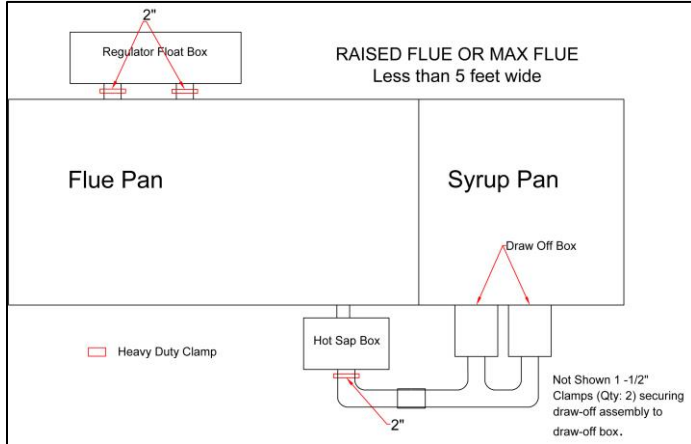 2"
Regulator Float Box
RAISED FLUE OR MAX FLUE
Less than 5 feet wide
Flue Pan
Syrup Pan
Draw Off Box
Hot Sap Box
Heavy Duty Clamp
2"
Not Shown 1 -1/2"
Clamps (Qty: 2) securing
draw-off assembly to
draw-off box.